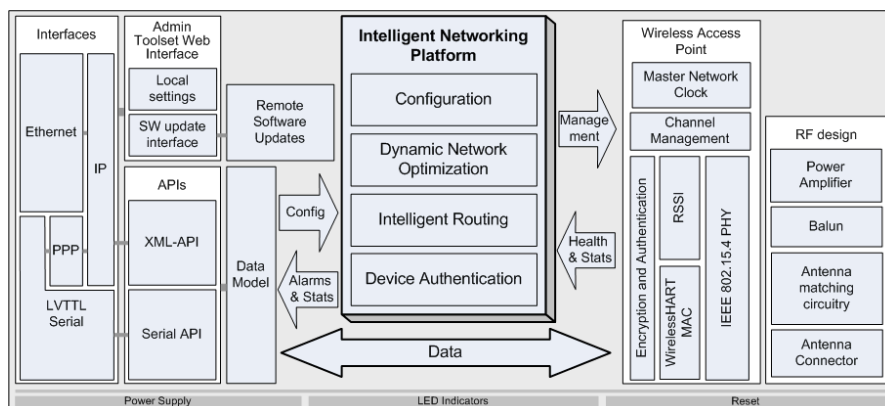 Interfaces
Ethernet
IP
PPP
LVTTL
Serial
Admin
Toolset Web
Interface
Local
settings
SW update
interface
Remote
Software
Updates
APIs
XML-API
Serial API
Data
Model
Config
Alarms
& Stats
Intelligent Networking
Platform
Configuration
Dynamic Network
Optimization
Intelligent Routing
Device Authentication
Data
Manage
ment
Health
& Stats
Wireless Access
Point
Master Network
Clock
Channel
Management
Encryption and Authentication
RSSI
WirelessHART
MAC
IEEE 802.15.4 PHY
RF design
Power
Amplifier
Balun
Antenna
matching
circuitry
Antenna
Connector
Power Supply
LED Indicators
Reset